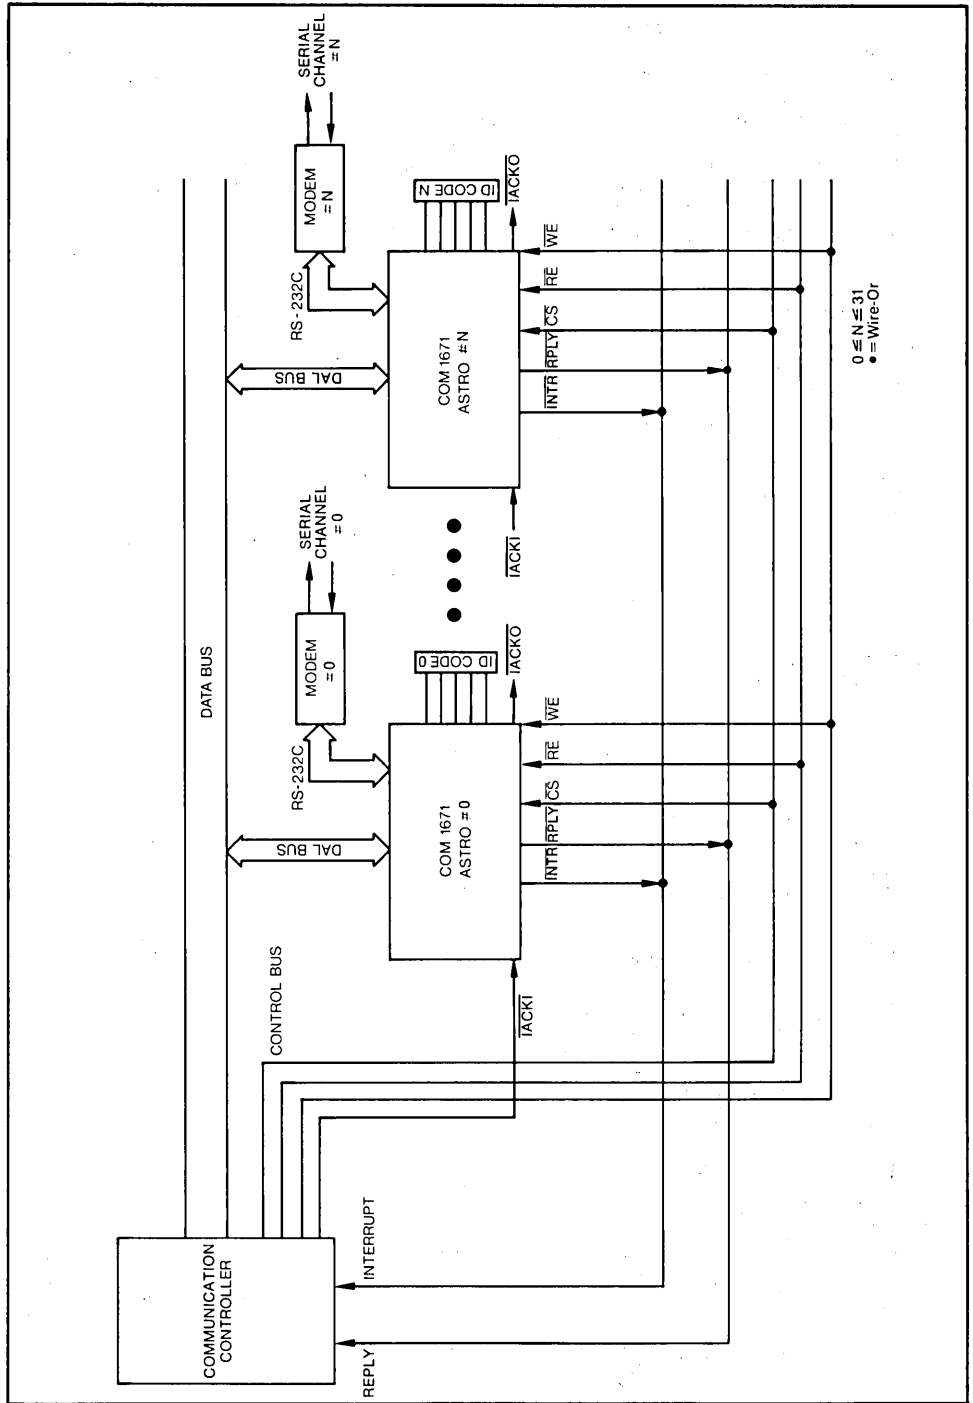 COMMUNICATION
CONTROLLER
REPLY
INTERRUPT
CONTROL BUS
DATA BUS
IACKI
DAL BUS
RS-232C
MODEM
=0
SERIAL
CHANNEL
=0
COM 1671
ASTRO #0
ID CODE 0
IACKO
INTR
RPLY
CS
RE
WE
IACKI
DAL BUS
RS-232C
MODEM
=N
SERIAL
CHANNEL
=N
COM 1671
ASTRO #N
ID CODE N
IACKO
INTR
RPLY
CS
RE
WE
0 ≤ N ≤ 31
● = Wire-Or